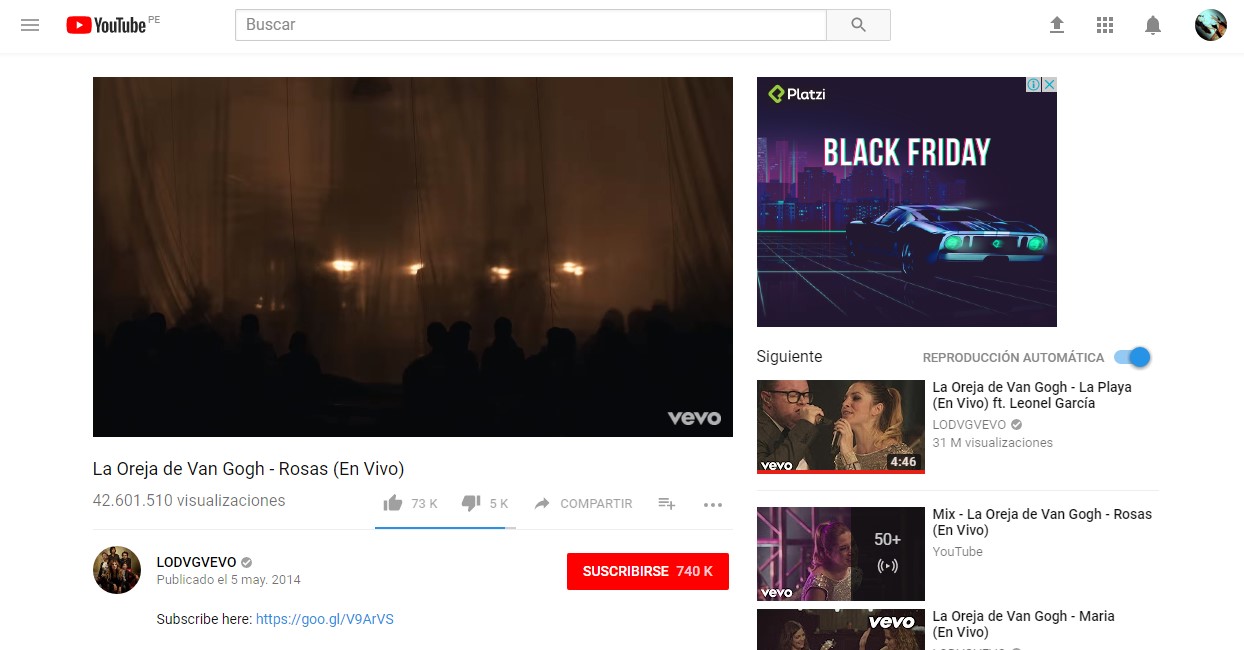 YouTube PE
Buscar
vevo
La Oreja de Van Gogh - Rosas (En Vivo)
42.601.510 visualizaciones
73 K
5 K
COMPARTIR
LODVGVEVO
Publicado el 5 may. 2014
SUSCRIBIRSE 740 K
Subscribe here: https://goo.gl/V9ArVS
Platzi
BLACK FRIDAY
Siguiente
REPRODUCCIÓN AUTOMÁTICA
vevo
4:46
La Oreja de Van Gogh - La Playa
(En Vivo) ft. Leonel García
LODVGVEVO
31 M visualizaciones
vevo
50+
Mix - La Oreja de Van Gogh - Rosas
(En Vivo)
YouTube
vevo
La Oreja de Van Gogh - Maria
(En Vivo)